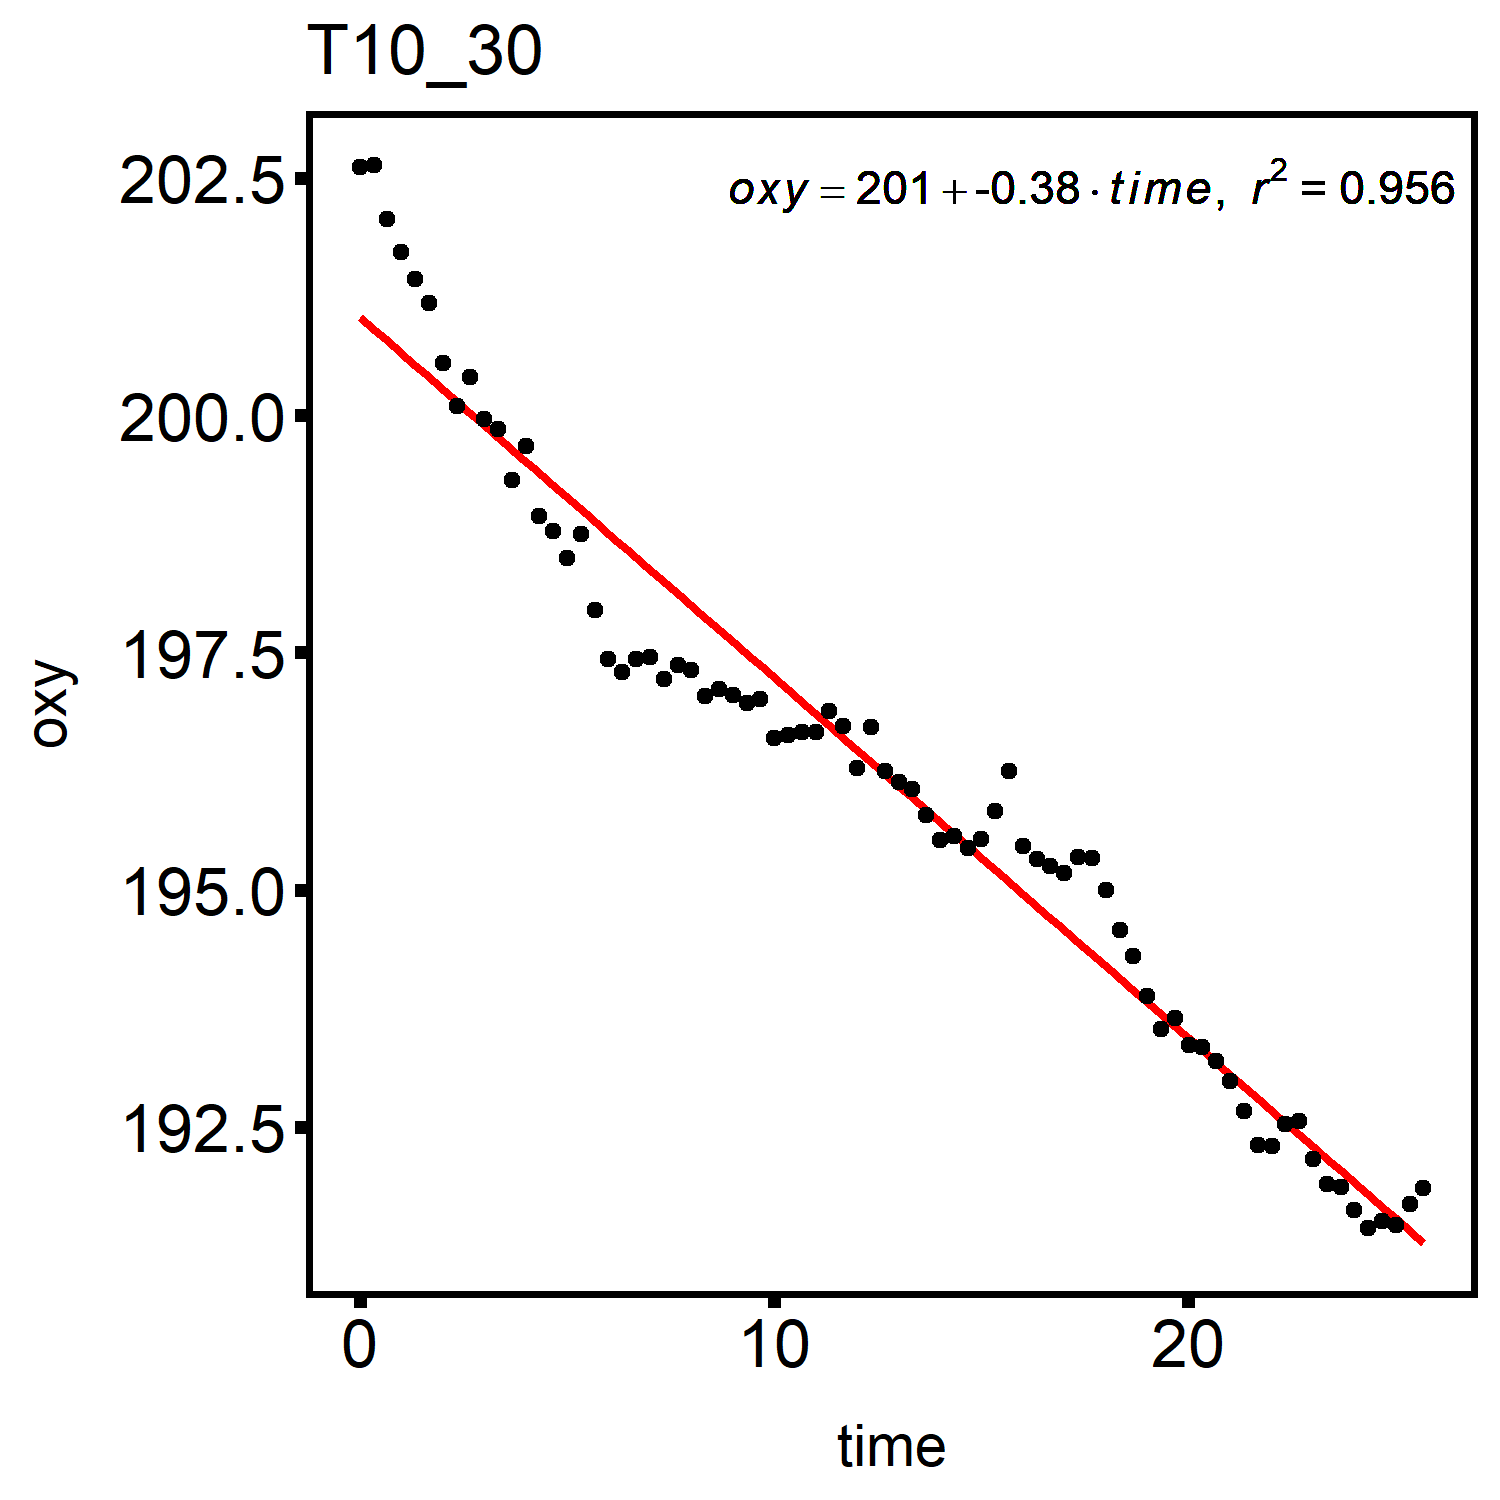 T10_30
oxy = 201 + -0.38 · time, r² = 0.956
202.5
200.0
197.5
195.0
192.5
oxy
0 10 20
time